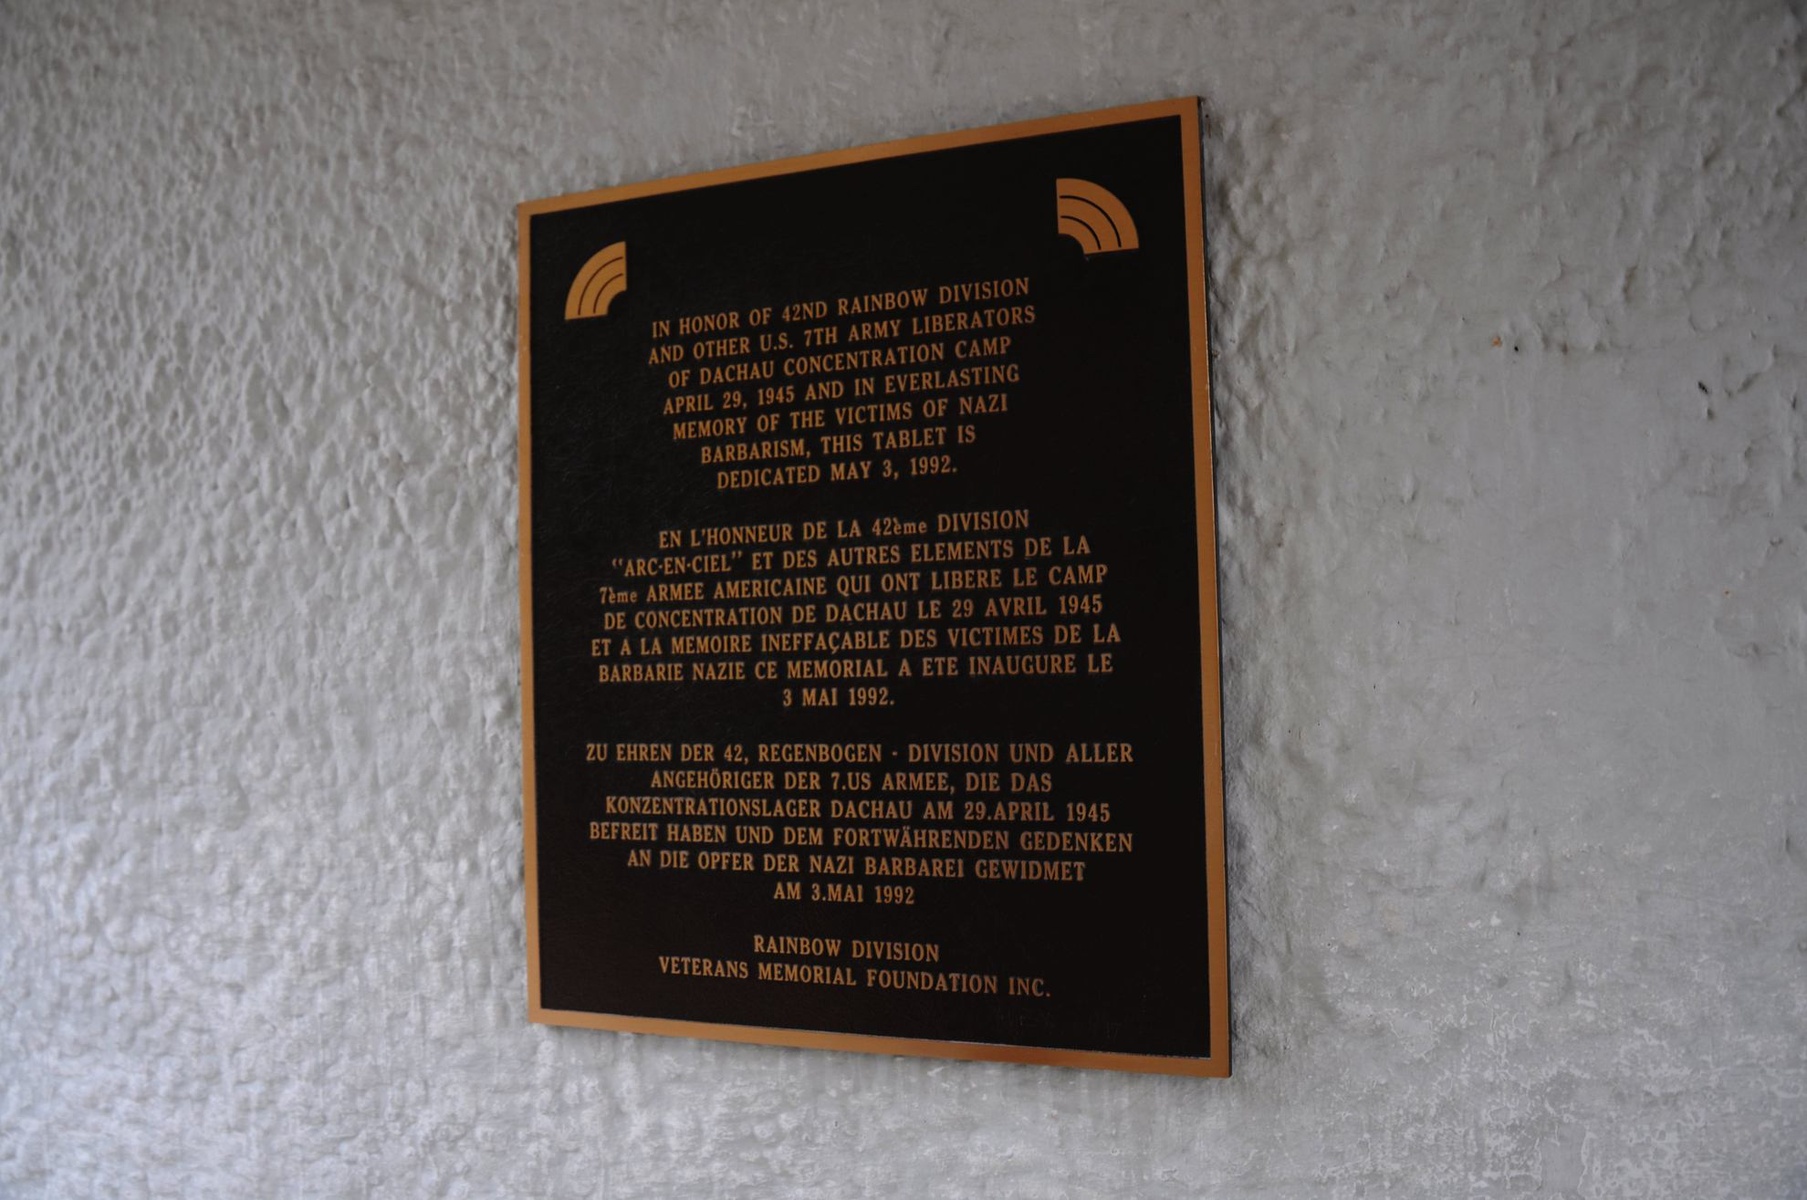 IN HONOR OF 42ND RAINBOW DIVISION
AND OTHER U.S. 7TH ARMY LIBERATORS
OF DACHAU CONCENTRATION CAMP
APRIL 29, 1945 AND IN EVERLASTING
MEMORY OF THE VICTIMS OF NAZI
BARBARISM, THIS TABLET IS
DEDICATED MAY 3, 1992.
EN L'HONNEUR DE LA 42ème DIVISION
"ARC-EN-CIEL" ET DES AUTRES ELEMENTS DE LA
7ème ARMEE AMERICAINE QUI ONT LIBERE LE CAMP
DE CONCENTRATION DE DACHAU LE 29 AVRIL 1945
ET A LA MEMOIRE INEFFAÇABLE DES VICTIMES DE LA
BARBARIE NAZIE CE MEMORIAL A ETE INAUGURE LE
3 MAI 1992.
ZU EHREN DER 42, REGENBOGEN - DIVISION UND ALLER
ANGEHÖRIGER DER 7.US ARMEE, DIE DAS
KONZENTRATIONSLAGER DACHAU AM 29.APRIL 1945
BEFREIT HABEN UND DEM FORTWÄHRENDEN GEDENKEN
AN DIE OPFER DER NAZI BARBAREI GEWIDMET
AM 3.MAI 1992
RAINBOW DIVISION
VETERANS MEMORIAL FOUNDATION INC.